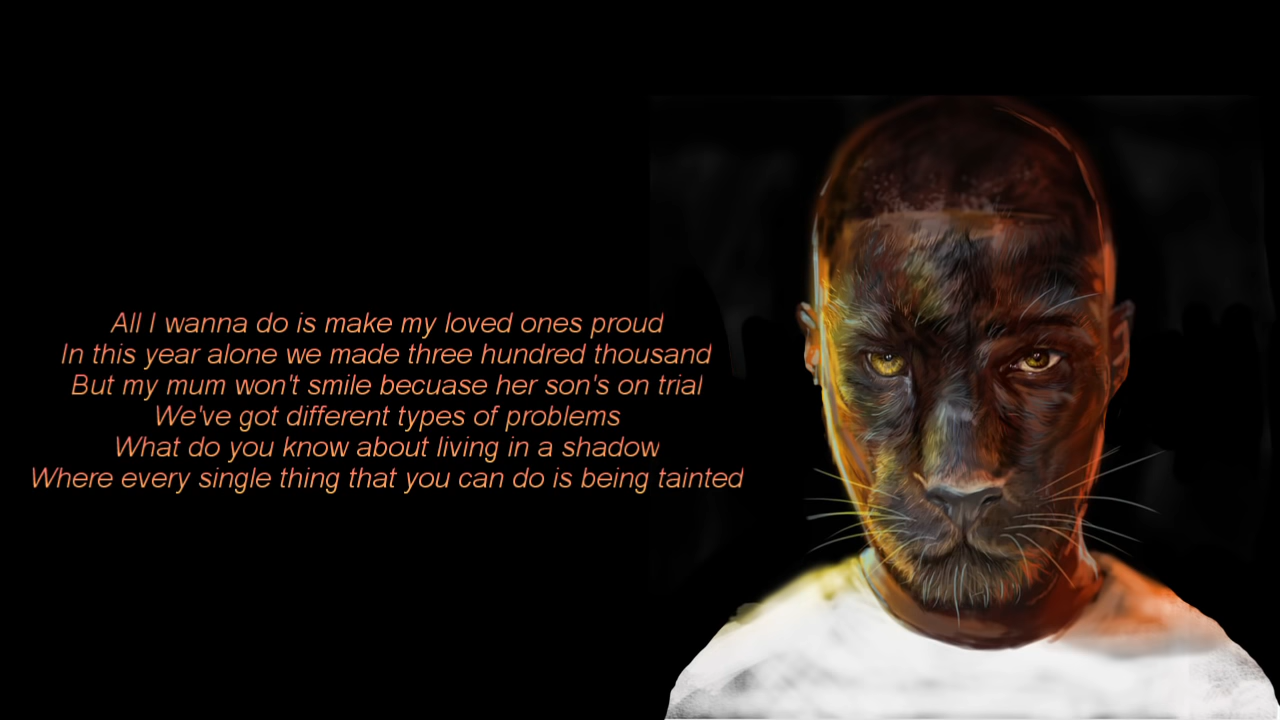 All I wanna do is make my loved ones proud
In this year alone we made three hundred thousand
But my mum won't smile becuase her son's on trial
We've got different types of problems
What do you know about living in a shadow
Where every single thing that you can do is being tainted